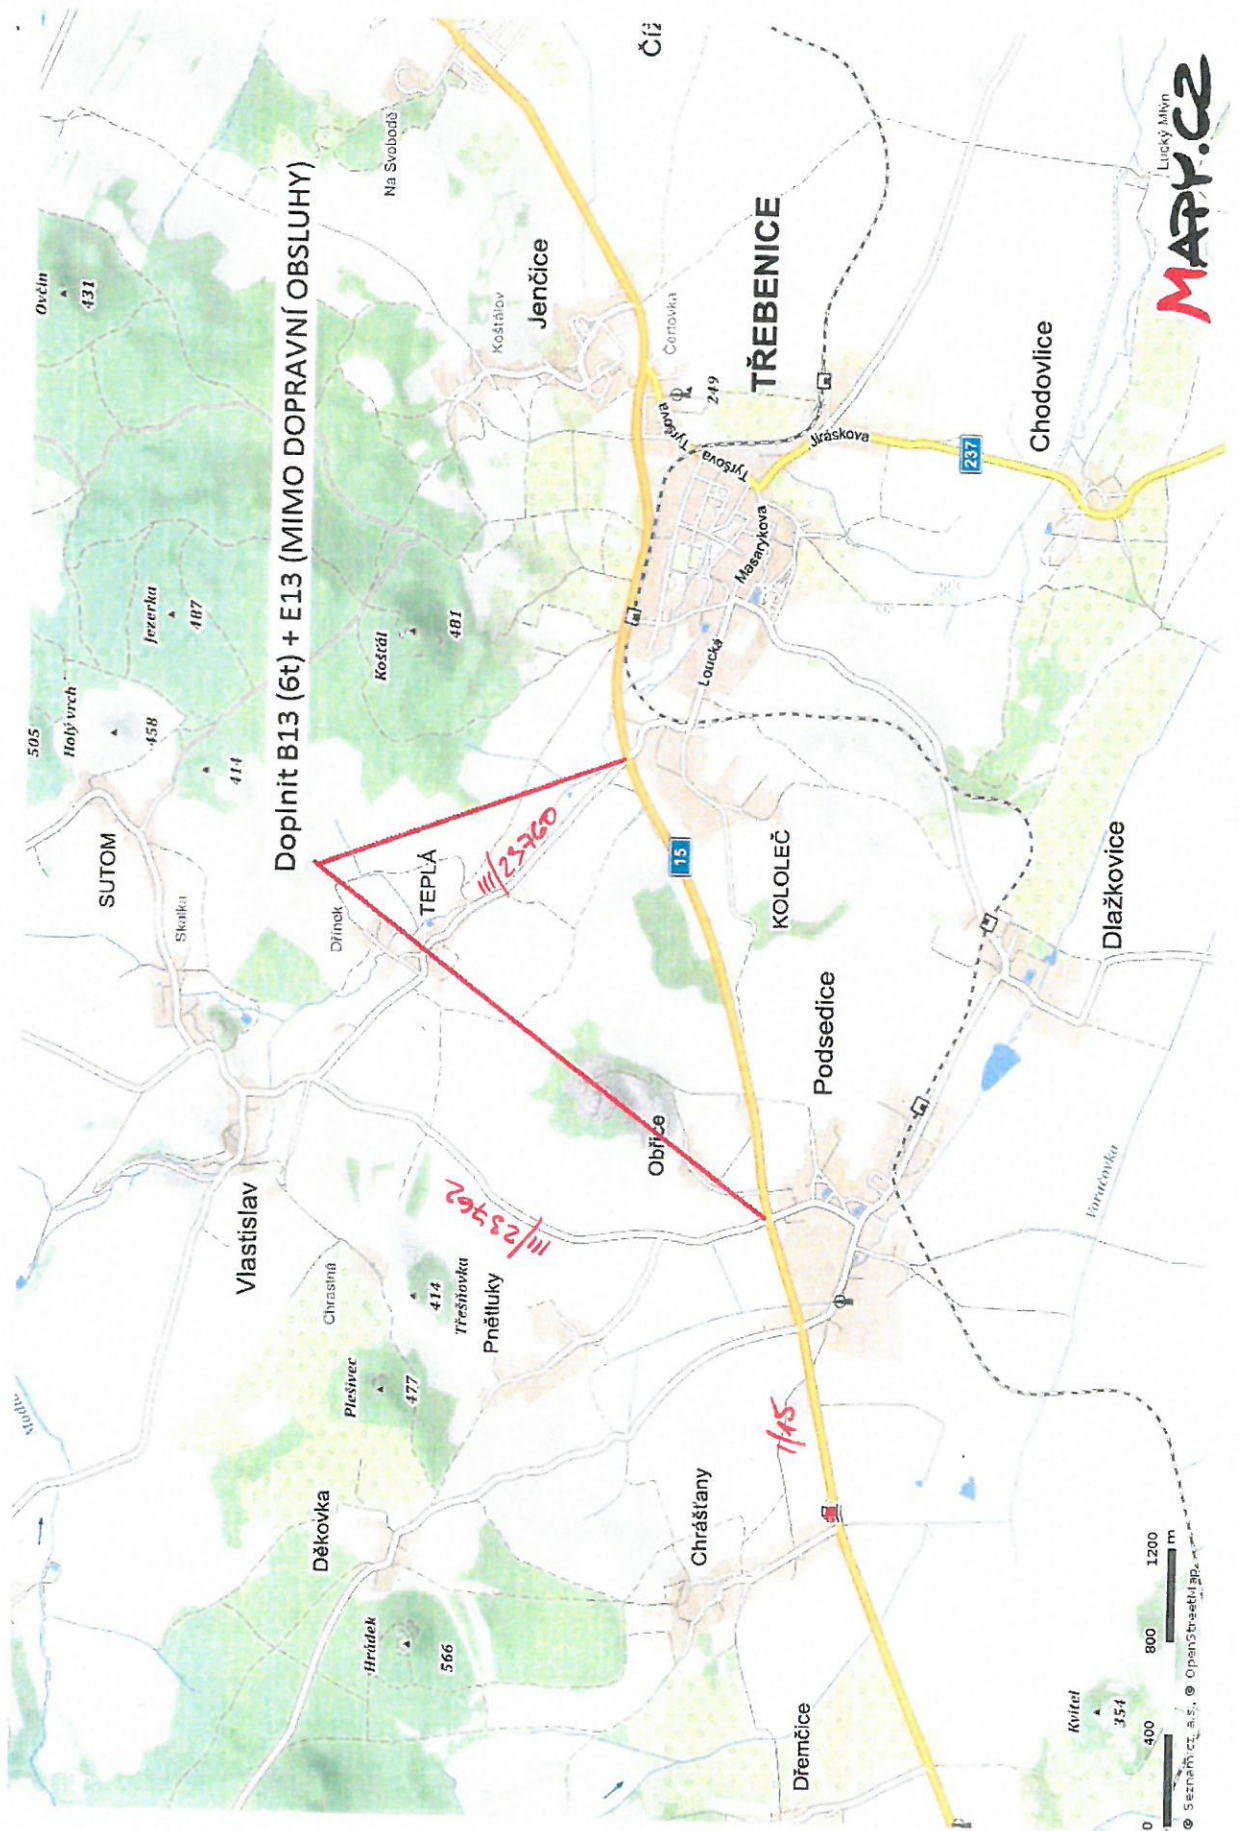 Ovčín
431
Na Svobodě
Jezerka
487
505
Holý vrch
458
414
Doplnit B13 (6t) + E13 (MIMO DOPRAVNÍ OBSLUHY)
Košťálov
Jenčice
Košťál
481
SUTOM
Skalka
Dřínek
TEPLÁ
III/23760
Čertovka
249
TŘEBENICE
Tyršova
Tyršova
Jiráskova
Masarykova
Loucká
237
Chodovlice
Lucký Mlýn
MAPY.CZ
15
KOLOLEČ
Dlažkovice
Podsedice
Obřice
Vlastislav
III/23762
Chrastná
414
Třešňovka
Pnětluky
Plešivec
477
Voračovka
I/15
Děkovka
Hrádek
566
Chrášťany
Dřemčice
Kvítel
354
0
400
800
1200
m
© Seznam.cz, a.s., © OpenStreetMap